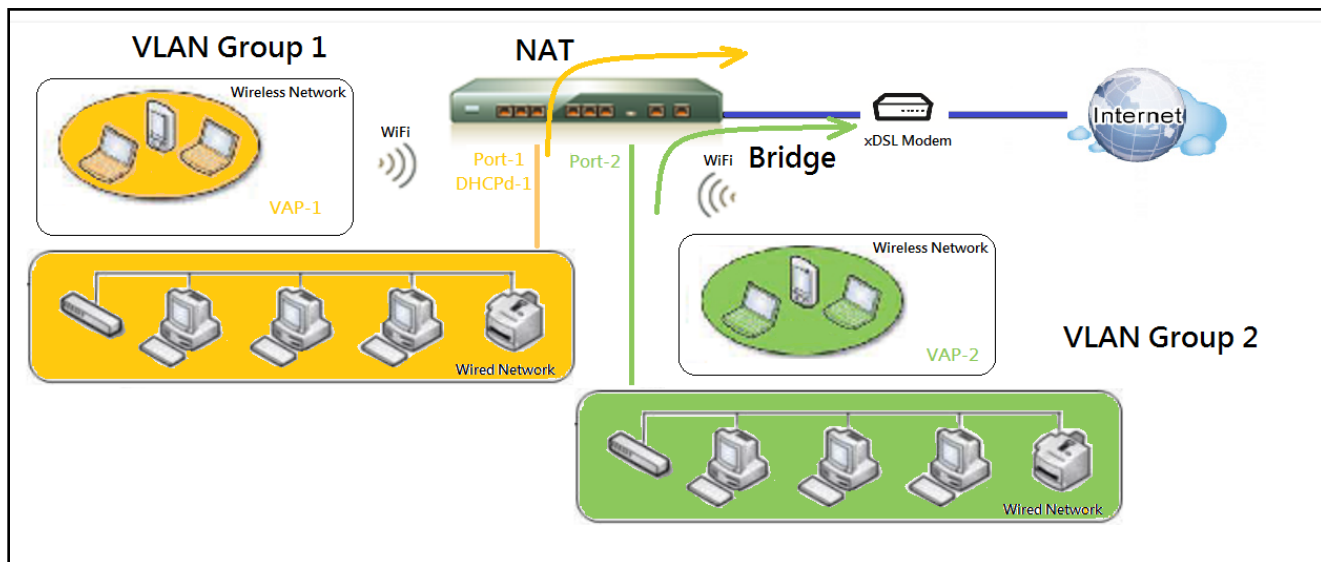 VLAN Group 1
NAT
Wireless Network
WiFi
VAP-1
Port-1
DHCPd-1
Port-2
WiFi
Bridge
xDSL Modem
Internet
Wired Network
Wireless Network
VAP-2
VLAN Group 2
Wired Network